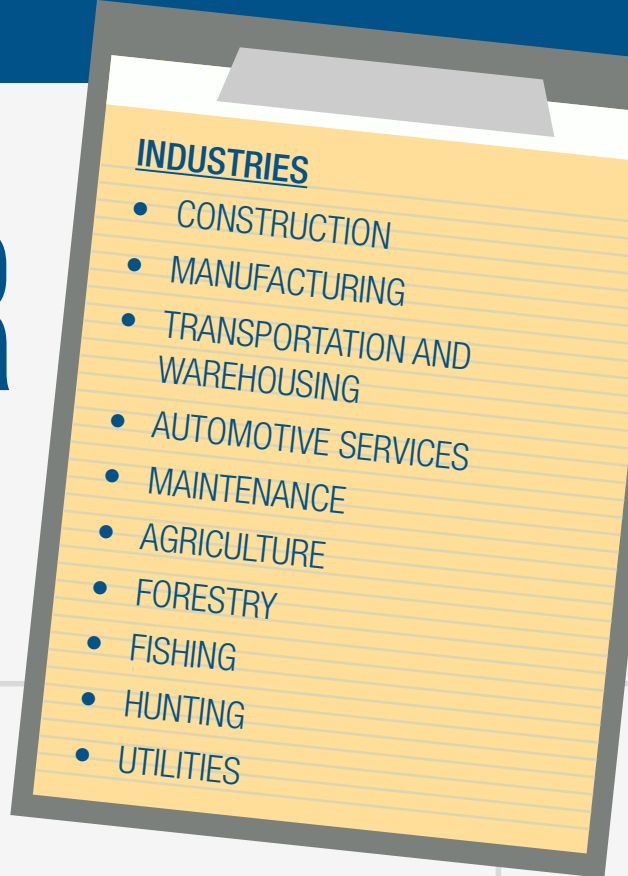 R
INDUSTRIES
• CONSTRUCTION
• MANUFACTURING
• TRANSPORTATION AND
WAREHOUSING
• AUTOMOTIVE SERVICES
• MAINTENANCE
• AGRICULTURE
• FORESTRY
• FISHING
• HUNTING
• UTILITIES